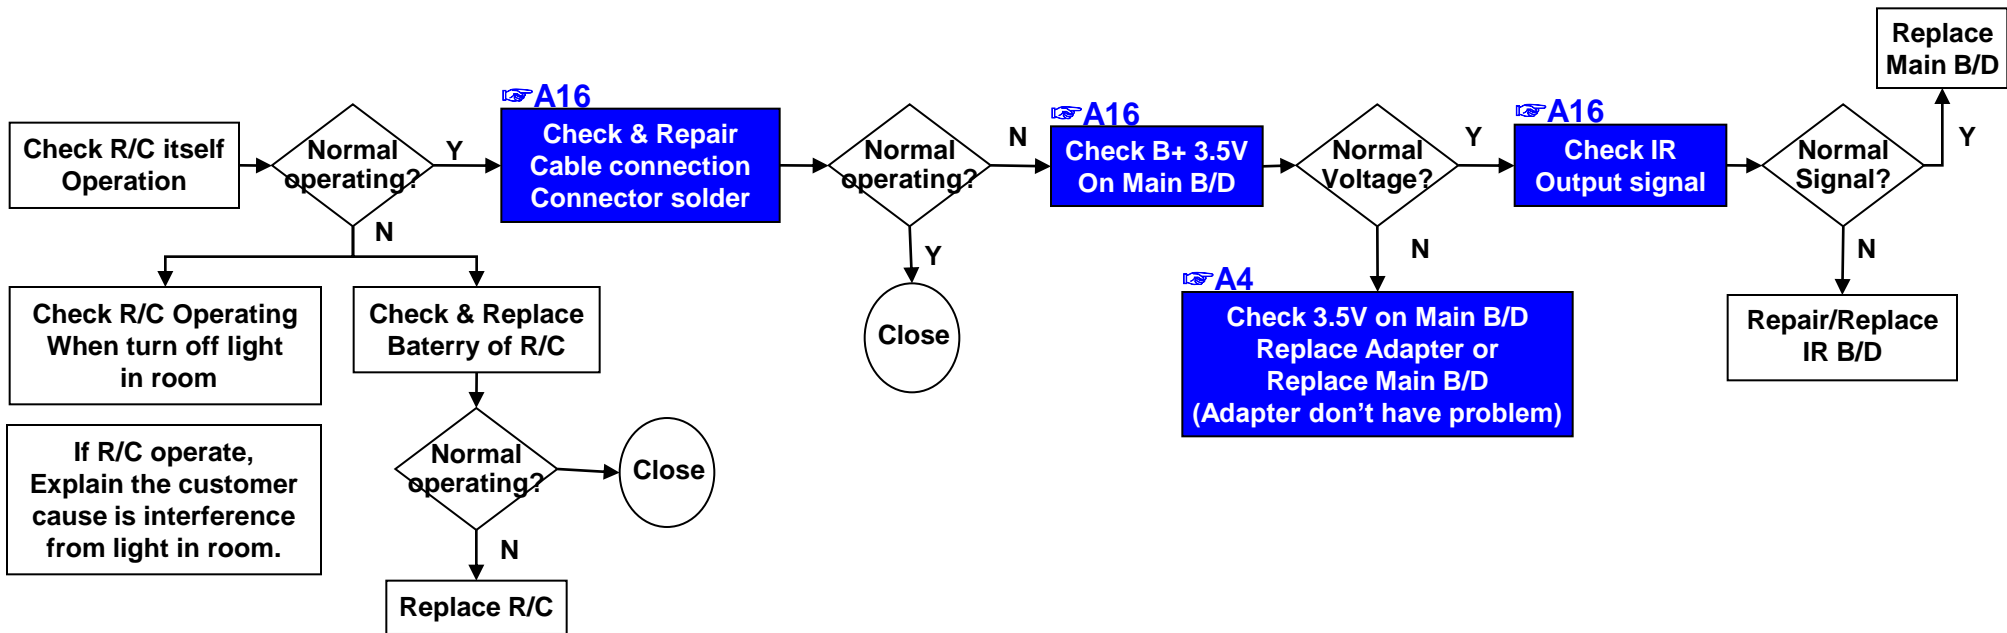 Check R/C itself
Operation
Normal
operating?
Y
N
☞A16
Check & Repair
Cable connection
Connector solder
Normal
operating?
N
Y
Close
☞A16
Check B+ 3.5V
On Main B/D
Normal
Voltage?
Y
N
☞A16
Check IR
Output signal
Normal
Signal?
Y
N
Replace
Main B/D
Check R/C Operating
When turn off light
in room
If R/C operate,
Explain the customer
cause is interference
from light in room.
Check & Replace
Baterry of R/C
Normal
operating?
Close
N
Replace R/C
☞A4
Check 3.5V on Main B/D
Replace Adapter or
Replace Main B/D
(Adapter don’t have problem)
Repair/Replace
IR B/D